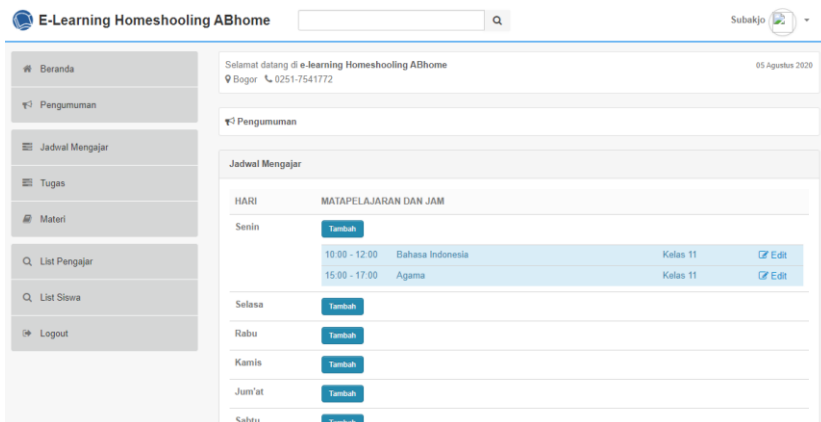 E-Learning Homeshooling ABhome
Subakjo
Beranda
Pengumuman
Jadwal Mengajar
Tugas
Materi
List Pengajar
List Siswa
Logout
Selamat datang di e-learning Homeshooling ABhome
05 Agustus 2020
Bogor 0251-7541772
Pengumuman
Jadwal Mengajar
HARI MATAPELAJARAN DAN JAM
Senin Tambah
10:00 - 12:00 Bahasa Indonesia Kelas 11 Edit
15:00 - 17:00 Agama Kelas 11 Edit
Selasa Tambah
Rabu Tambah
Kamis Tambah
Jum'at Tambah
Sabtu Tambah